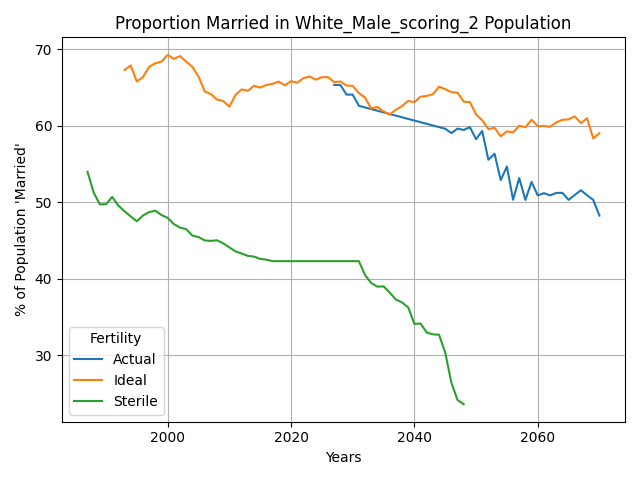 Proportion Married in White_Male_scoring_2 Population
% of Population 'Married'
70
60
50
40
30
Fertility
Actual
Ideal
Sterile
2000
2020
2040
2060
Years